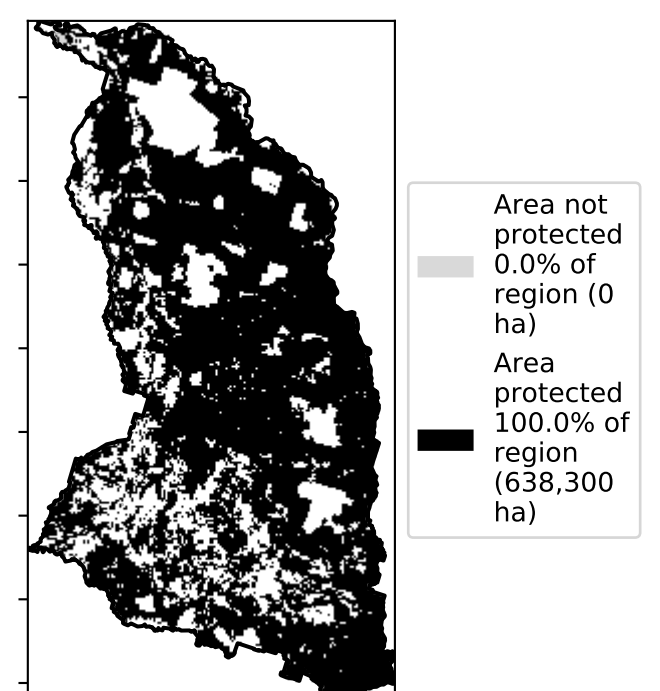 Area not
protected
0.0% of
region (0
ha)
Area
protected
100.0% of
region
(638,300
ha)